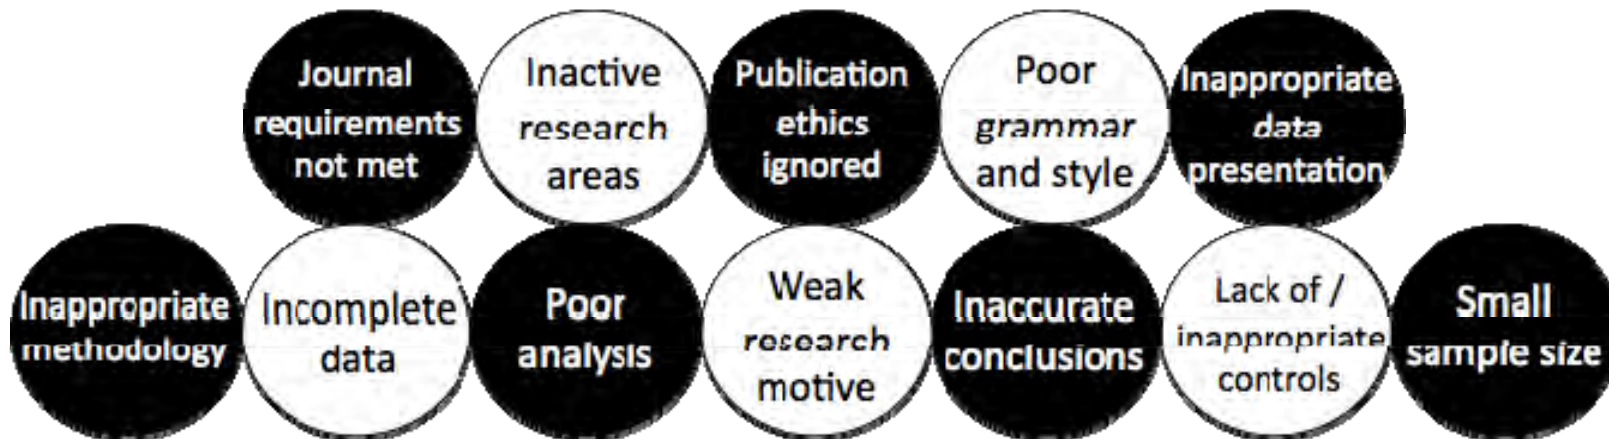 Journal
requirements
not met
Inactive
research
areas
Publication
ethics
ignored
Poor
grammar
and style
Inappropriate
data
presentation
Inappropriate
methodology
Incomplete
data
Poor
analysis
Weak
research
motive
Inaccurate
conclusions
Lack of /
inappropriate
controls
Small
sample size